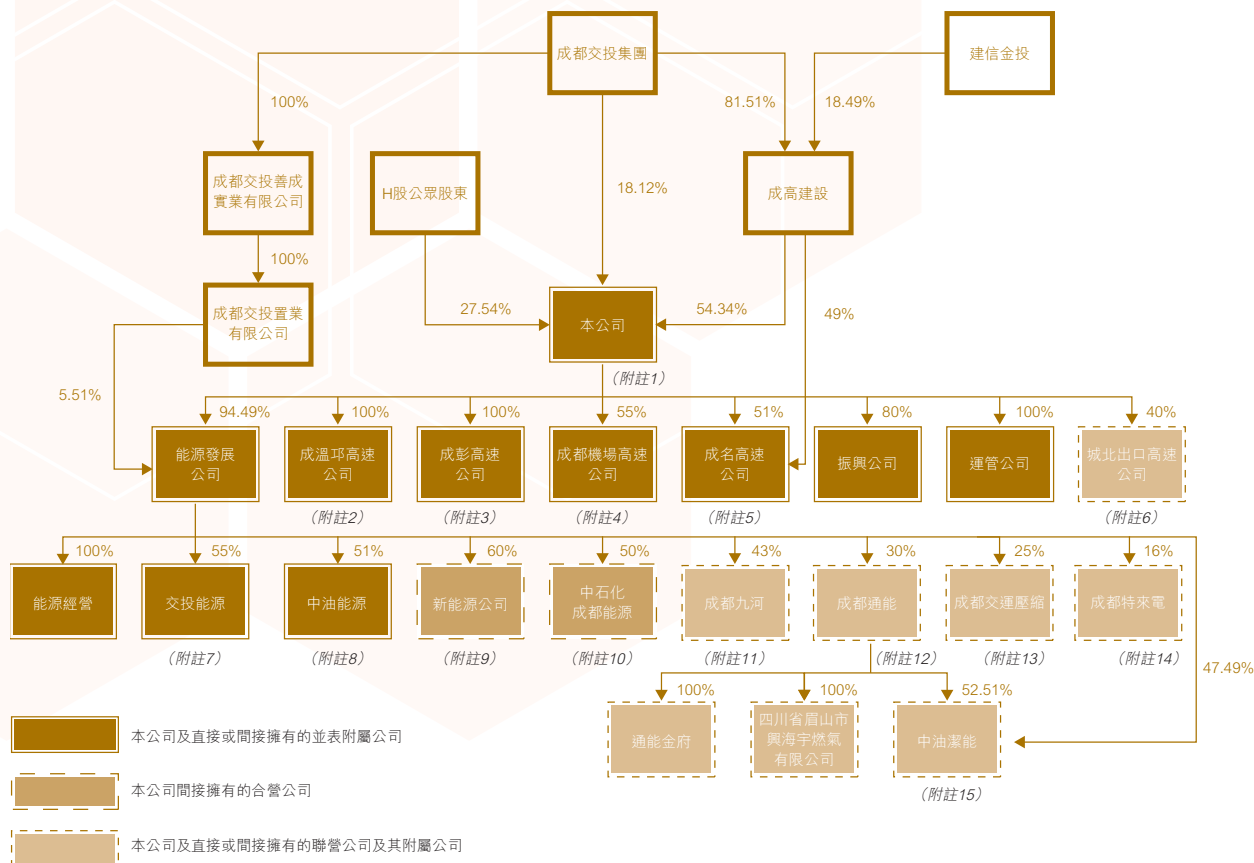 成都交投集團
建信金投
100%
81.51%
18.49%
成都交投善成
實業有限公司
H股公眾股東
18.12%
成高建設
100%
成都交投置業
有限公司
27.54%
本公司
54.34%
49%
(附註1)
5.51%
94.49%
100%
100%
55%
51%
80%
100%
40%
能源發展
公司
成溫邛高速
公司
成彭高速
公司
成都機場高速
公司
成名高速
公司
振興公司
運管公司
城北出口高速
公司
(附註2)
(附註3)
(附註4)
(附註5)
(附註6)
100%
55%
51%
60%
50%
43%
30%
25%
16%
能源經營
交投能源
中油能源
新能源公司
中石化
成都能源
成都九河
成都通能
成都交運壓縮
成都特來電
(附註7)
(附註8)
(附註9)
(附註10)
(附註11)
(附註12)
(附註13)
(附註14)
47.49%
100%
100%
52.51%
通能金府
四川省眉山市
興海宇燃氣
有限公司
中油潔能
(附註15)
本公司及直接或間接擁有的並表附屬公司
本公司間接擁有的合營公司
本公司及直接或間接擁有的聯營公司及其附屬公司